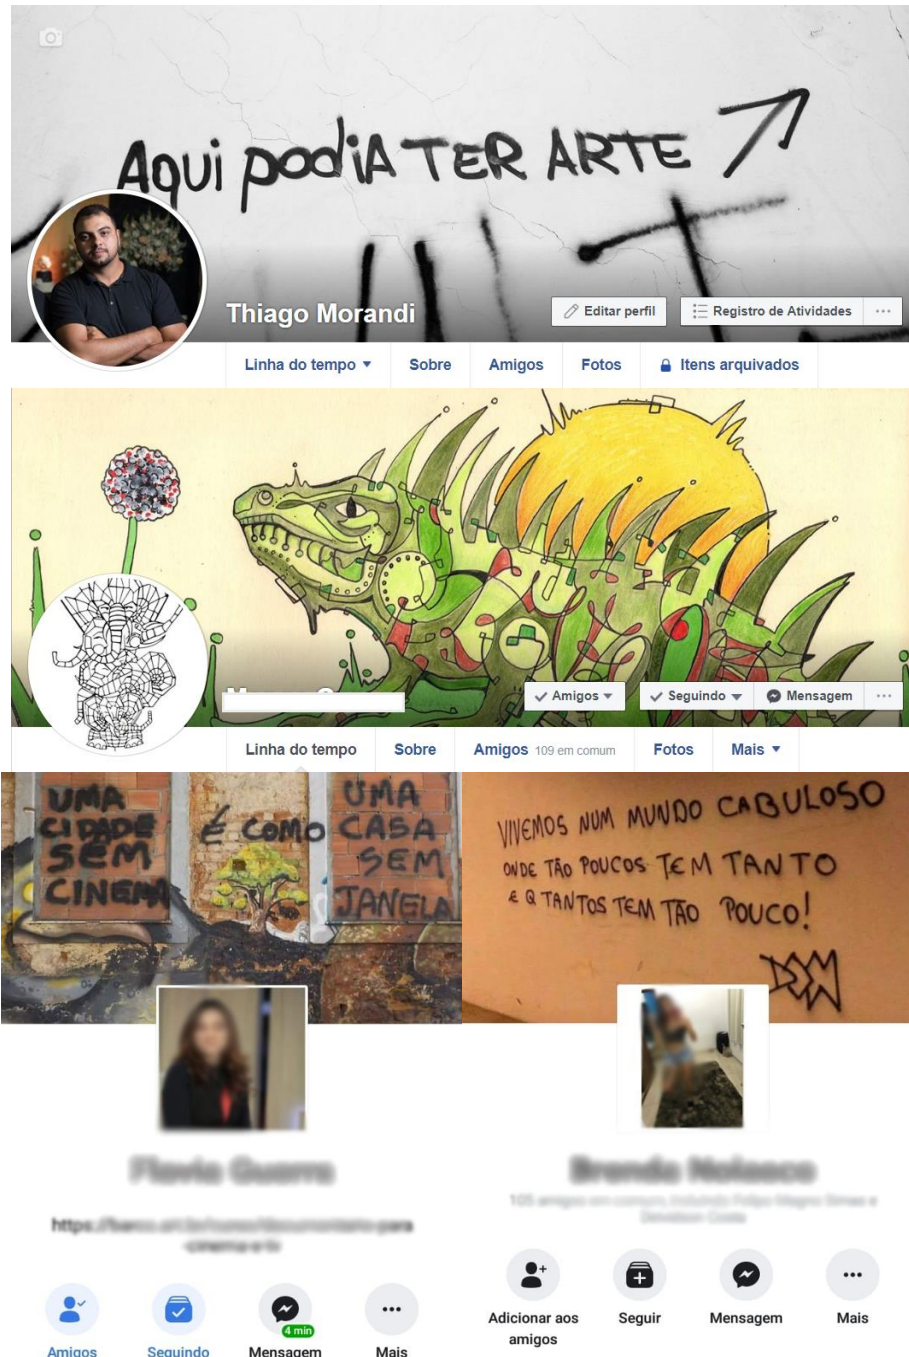 Aqui podia TER ARTE
Thiago Morandi
Editar perfil
Registro de Atividades
Linha do tempo
Sobre
Amigos
Fotos
Itens arquivados
Amigos
Seguindo
Mensagem
Linha do tempo
Sobre
Amigos 109 em comum
Fotos
Mais
UMA
CIDADE
SEM
CINEMA
É COMO
UMA
CASA
SEM
JANELA
VIVEMOS NUM MUNDO CABULOSO
ONDE TÃO POUCOS TEM TANTO
E Q TANTOS TEM TÃO POUCO!
4 min
Amigos
Seguindo
Mensagem
Mais
Adicionar aos
amigos
Seguir
Mensagem
Mais